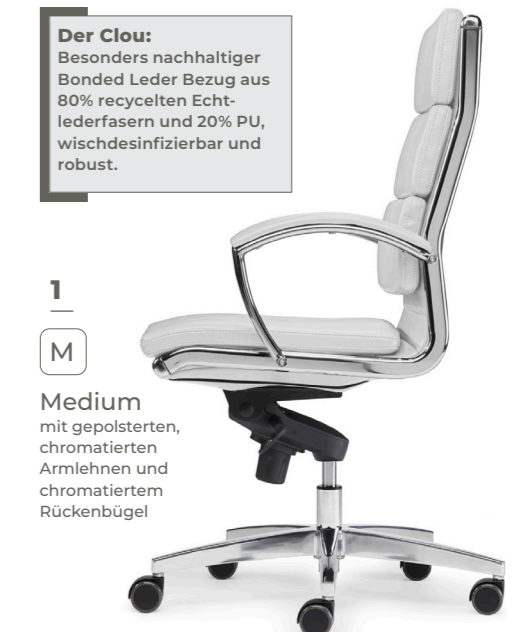 Der Clou:
Besonders nachhaltiger
Bonded Leder Bezug aus
80% recycelten Echt-
lederfasern und 20% PU,
wischdesinfizierbar und
robust.
1
M
Medium
mit gepolsterten,
chromatierten
Armlehnen und
chromatiertem
Rückenbügel